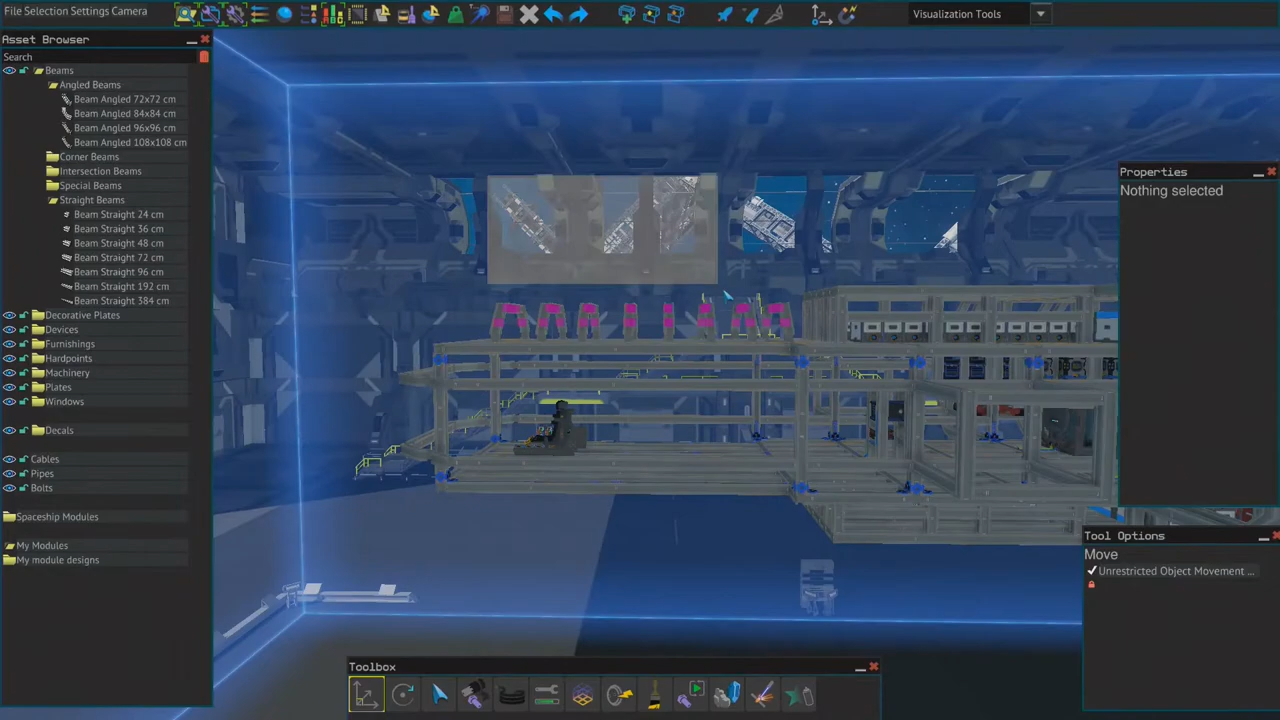 File Selection Settings Camera
Visualization Tools
Asset Browser
Search
Beams
Angled Beams
Beam Angled 72x72 cm
Beam Angled 84x84 cm
Beam Angled 96x96 cm
Beam Angled 108x108 cm
Corner Beams
Intersection Beams
Special Beams
Straight Beams
Beam Straight 24 cm
Beam Straight 36 cm
Beam Straight 48 cm
Beam Straight 72 cm
Beam Straight 96 cm
Beam Straight 192 cm
Beam Straight 384 cm
Decorative Plates
Devices
Furnishings
Hardpoints
Machinery
Plates
Windows
Decals
Cables
Pipes
Bolts
Spaceship Modules
My Modules
My module designs
Properties
Nothing selected
Tool Options
Move
Unrestricted Object Movement ...
Toolbox